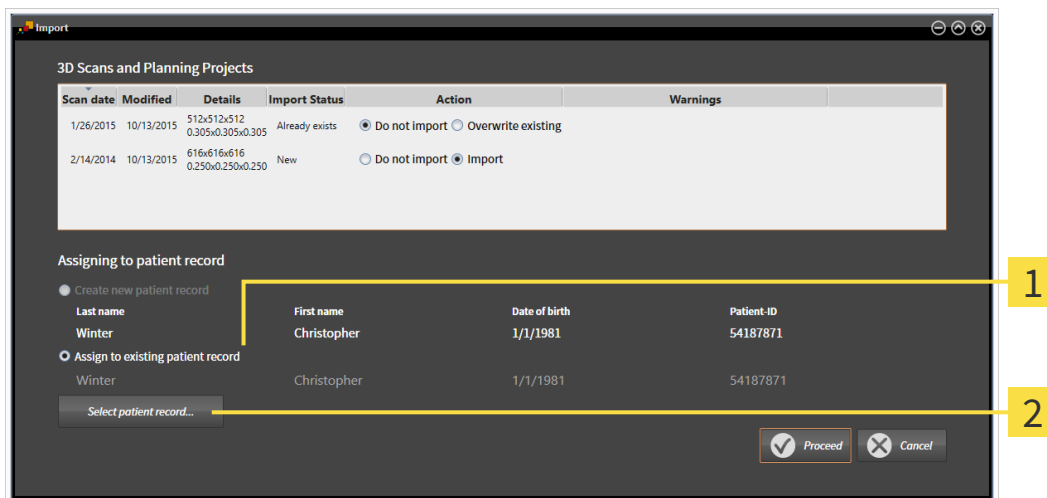 Import
3D Scans and Planning Projects
Scan date Modified Details Import Status Action Warnings
1/26/2015 10/13/2015 512x512x512 0.305x0.305x0.305 Already exists Do not import Overwrite existing
2/14/2014 10/13/2015 616x616x616 0.250x0.250x0.250 New Do not import Import
Assigning to patient record
Create new patient record
1
Last name First name Date of birth Patient-ID
Winter Christopher 1/1/1981 54187871
Assign to existing patient record
Winter Christopher 1/1/1981 54187871
Select patient record...
2
Proceed Cancel